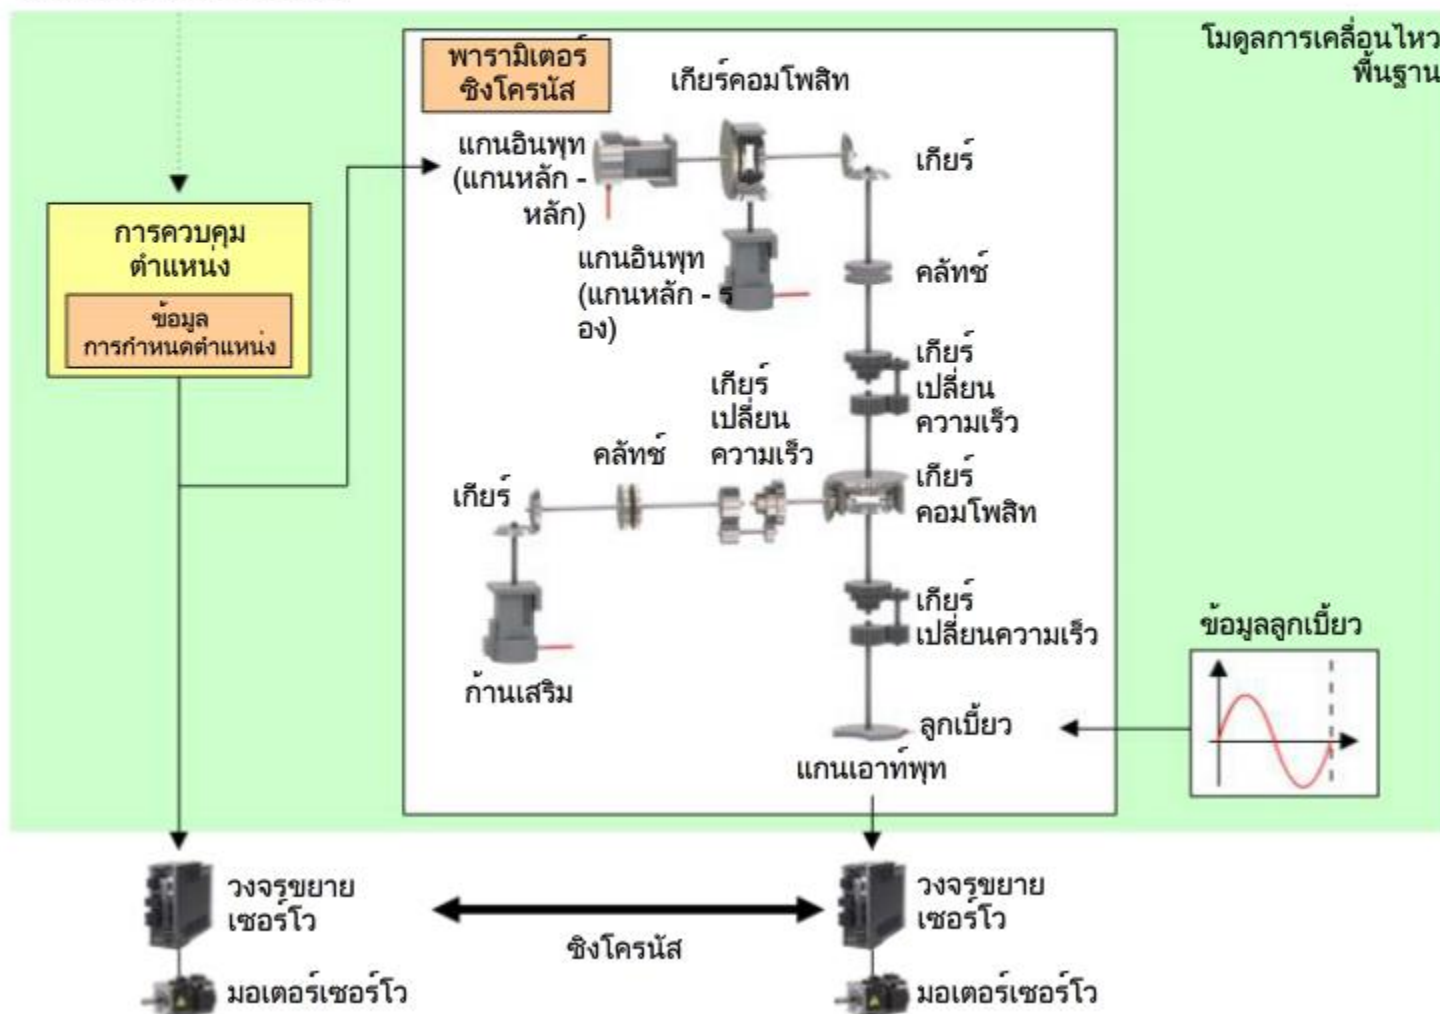 โมดูลการเคลื่อนไหว
พื้นฐาน
พารามิเตอร์
ซิงโครนัส
เกียร์คอมโพสิท
แกนอินพุท
(แกนหลัก -
หลัก)
เกียร์
การควบคุม
ตำแหน่ง
ข้อมูล
การกำหนดตำแหน่ง
แกนอินพุท
(แกนหลัก - ร
อง)
คลัทช์
เกียร์
เปลี่ยน
ความเร็ว
เกียร์
เปลี่ยน
ความเร็ว
คลัทช์
เกียร์
เกียร์
คอมโพสิท
เกียร์
เปลี่ยนความเร็ว
ก้านเสริม
ข้อมูลลูกเบี้ยว
ลูกเบี้ยว
แกนเอาท์พุท
วงจรขยาย
เซอร์โว
ซิงโครนัส
วงจรขยาย
เซอร์โว
มอเตอร์เซอร์โว
มอเตอร์เซอร์โว